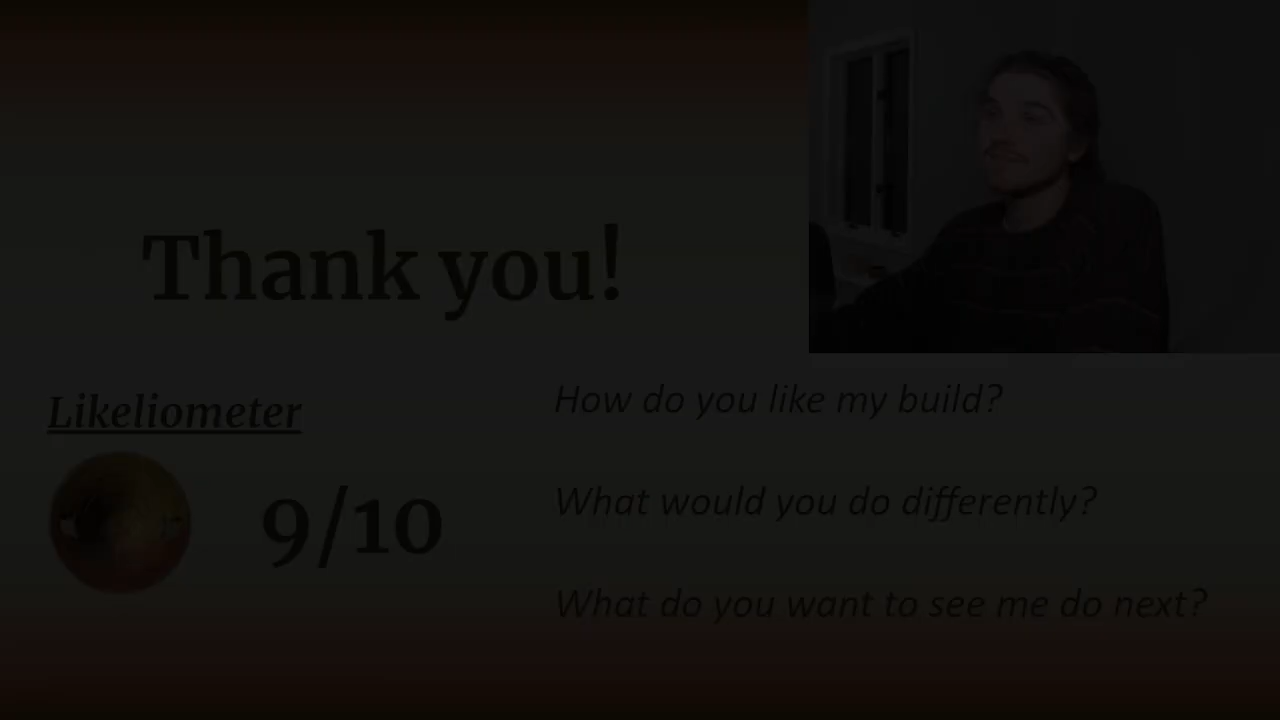 Thank you!
Likeliometer
9/10
How do you like my build?
What would you do differently?
What do you want to see me do next?